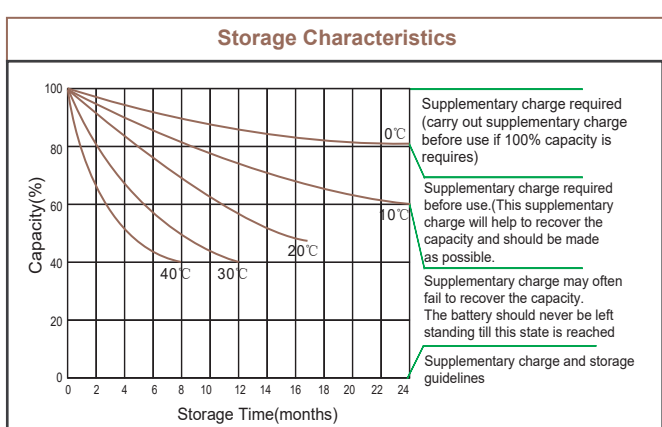 Storage Characteristics
Capacity(%)
100
80
60
40
20
0
0 2 4 6 8 10 12 14 16 18 20 22 24
Storage Time(months)
0℃
10℃
20℃
30℃
40℃
Supplementary charge required
(carry out supplementary charge
before use if 100% capacity is
requires)
Supplementary charge required
before use.(This supplementary
charge will help to recover the
capacity and should be made
as possible.
Supplementary charge may often
fail to recover the capacity.
The battery should never be left
standing till this state is reached
Supplementary charge and storage
guidelines